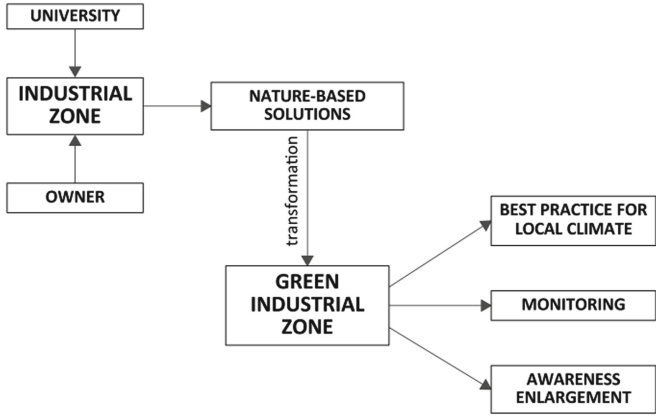 UNIVERSITY
INDUSTRIAL
ZONE
OWNER
NATURE-BASED
SOLUTIONS
transformation
GREEN
INDUSTRIAL
ZONE
BEST PRACTICE FOR
LOCAL CLIMATE
MONITORING
AWARENESS
ENLARGEMENT